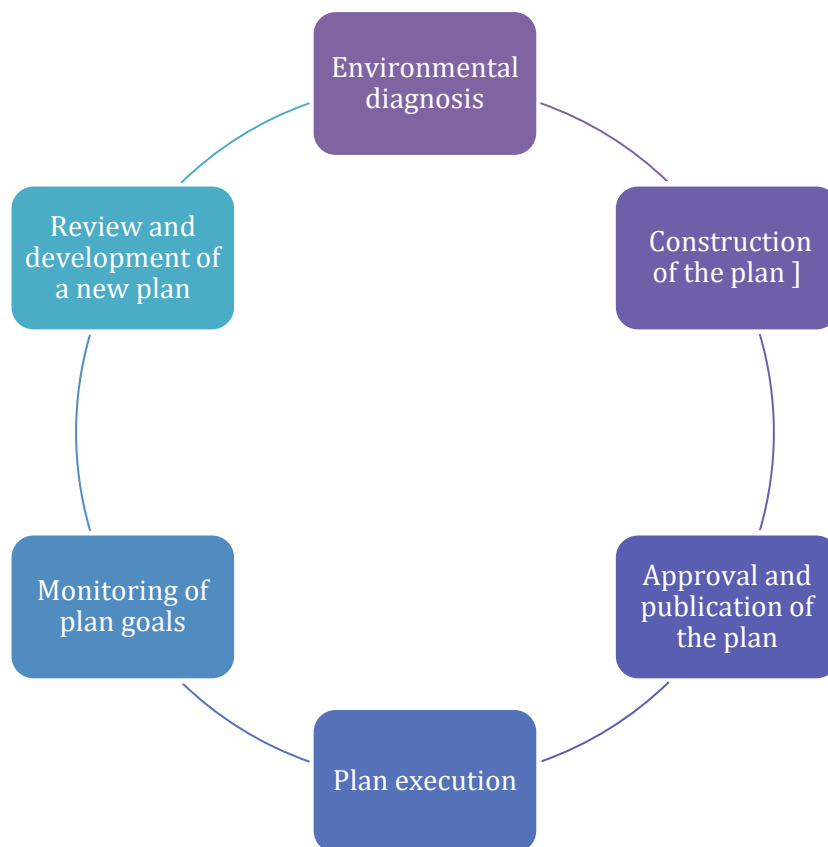 Environmental
diagnosis
Construction
of the plan ]
Approval and
publication of
the plan
Plan execution
Monitoring of
plan goals
Review and
development of
a new plan